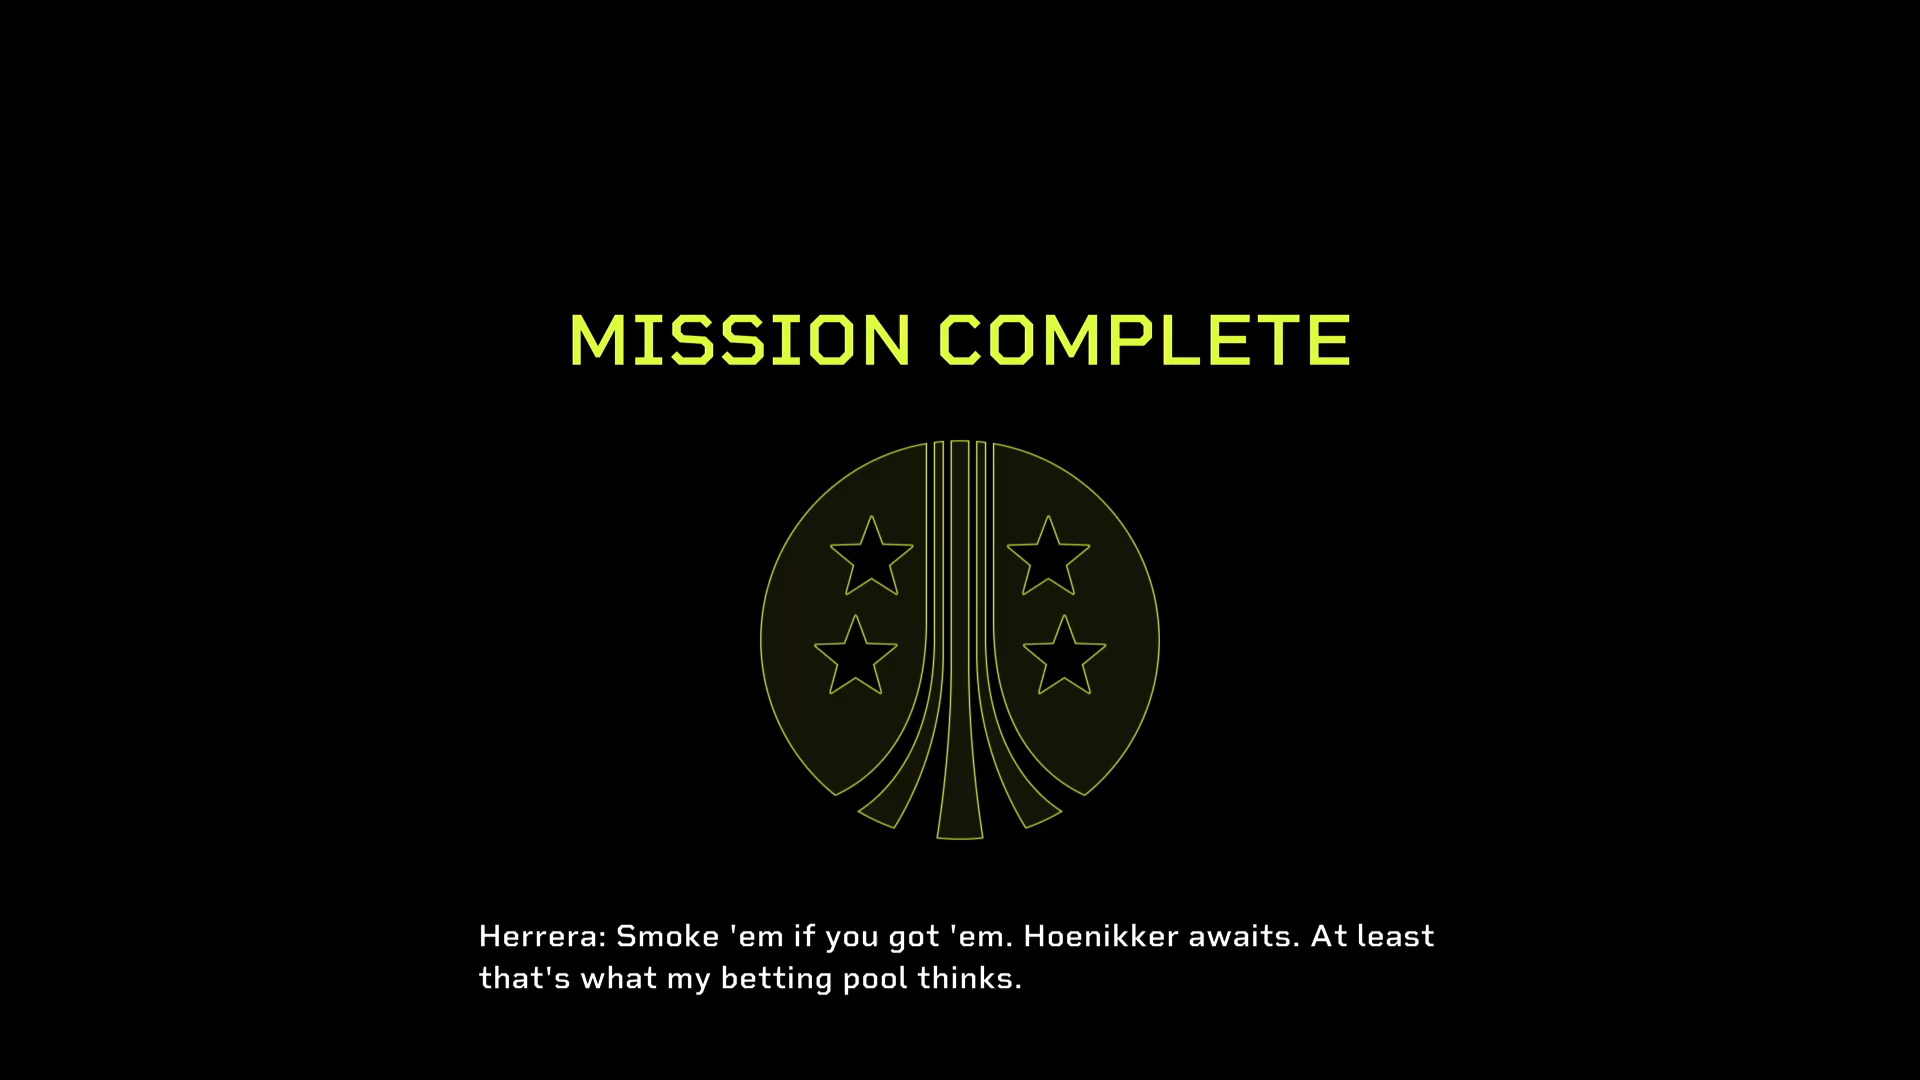 MISSION COMPLETE
Herrera: Smoke 'em if you got 'em. Hoenikker awaits. At least
that's what my betting pool thinks.